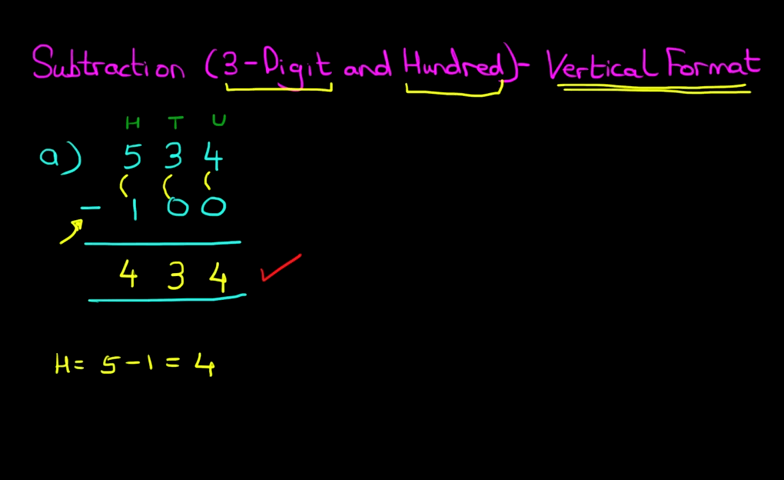 Subtraction (3-Digit and Hundred)- Vertical Format
H T U
a) 5 3 4
- 1 0 0
4 3 4
H= 5-1 = 4